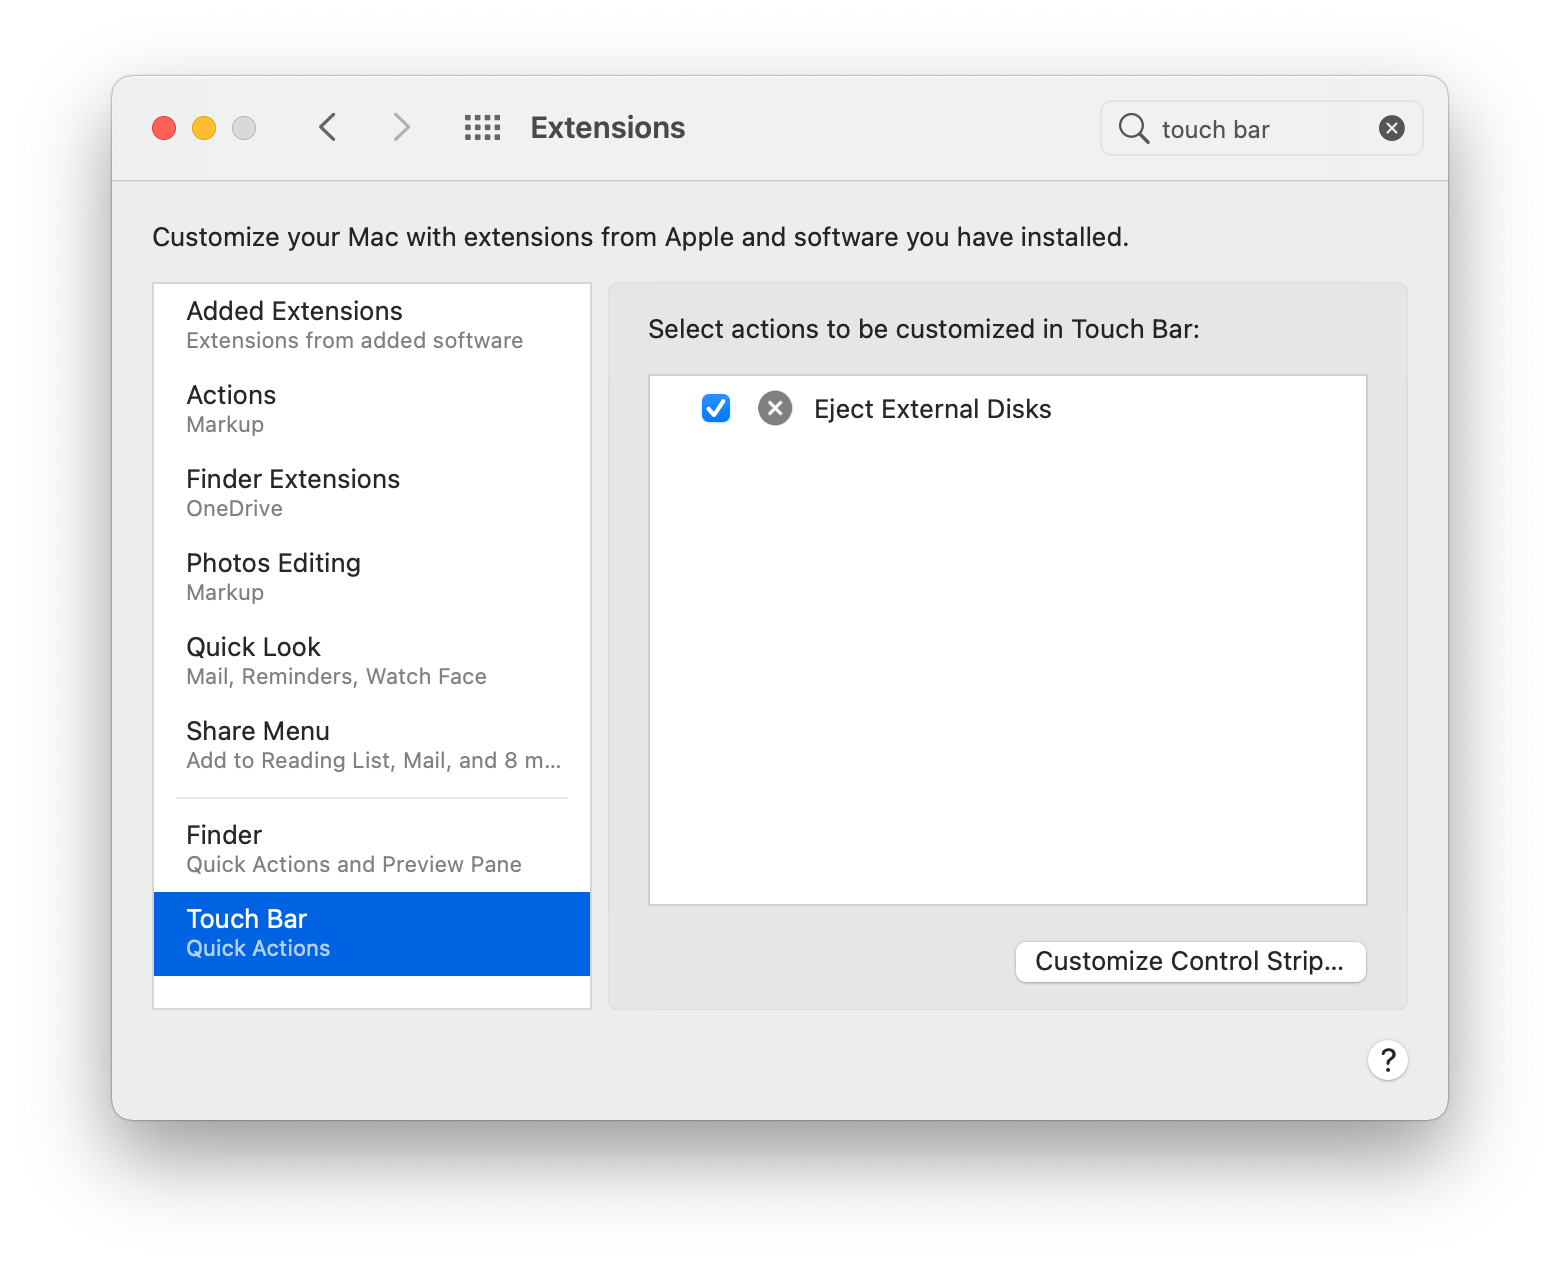 Extensions
touch bar
Customize your Mac with extensions from Apple and software you have installed.
Added Extensions
Extensions from added software
Actions
Markup
Finder Extensions
OneDrive
Photos Editing
Markup
Quick Look
Mail, Reminders, Watch Face
Share Menu
Add to Reading List, Mail, and 8 m...
Finder
Quick Actions and Preview Pane
Touch Bar
Quick Actions
Select actions to be customized in Touch Bar:
Eject External Disks
Customize Control Strip...
?